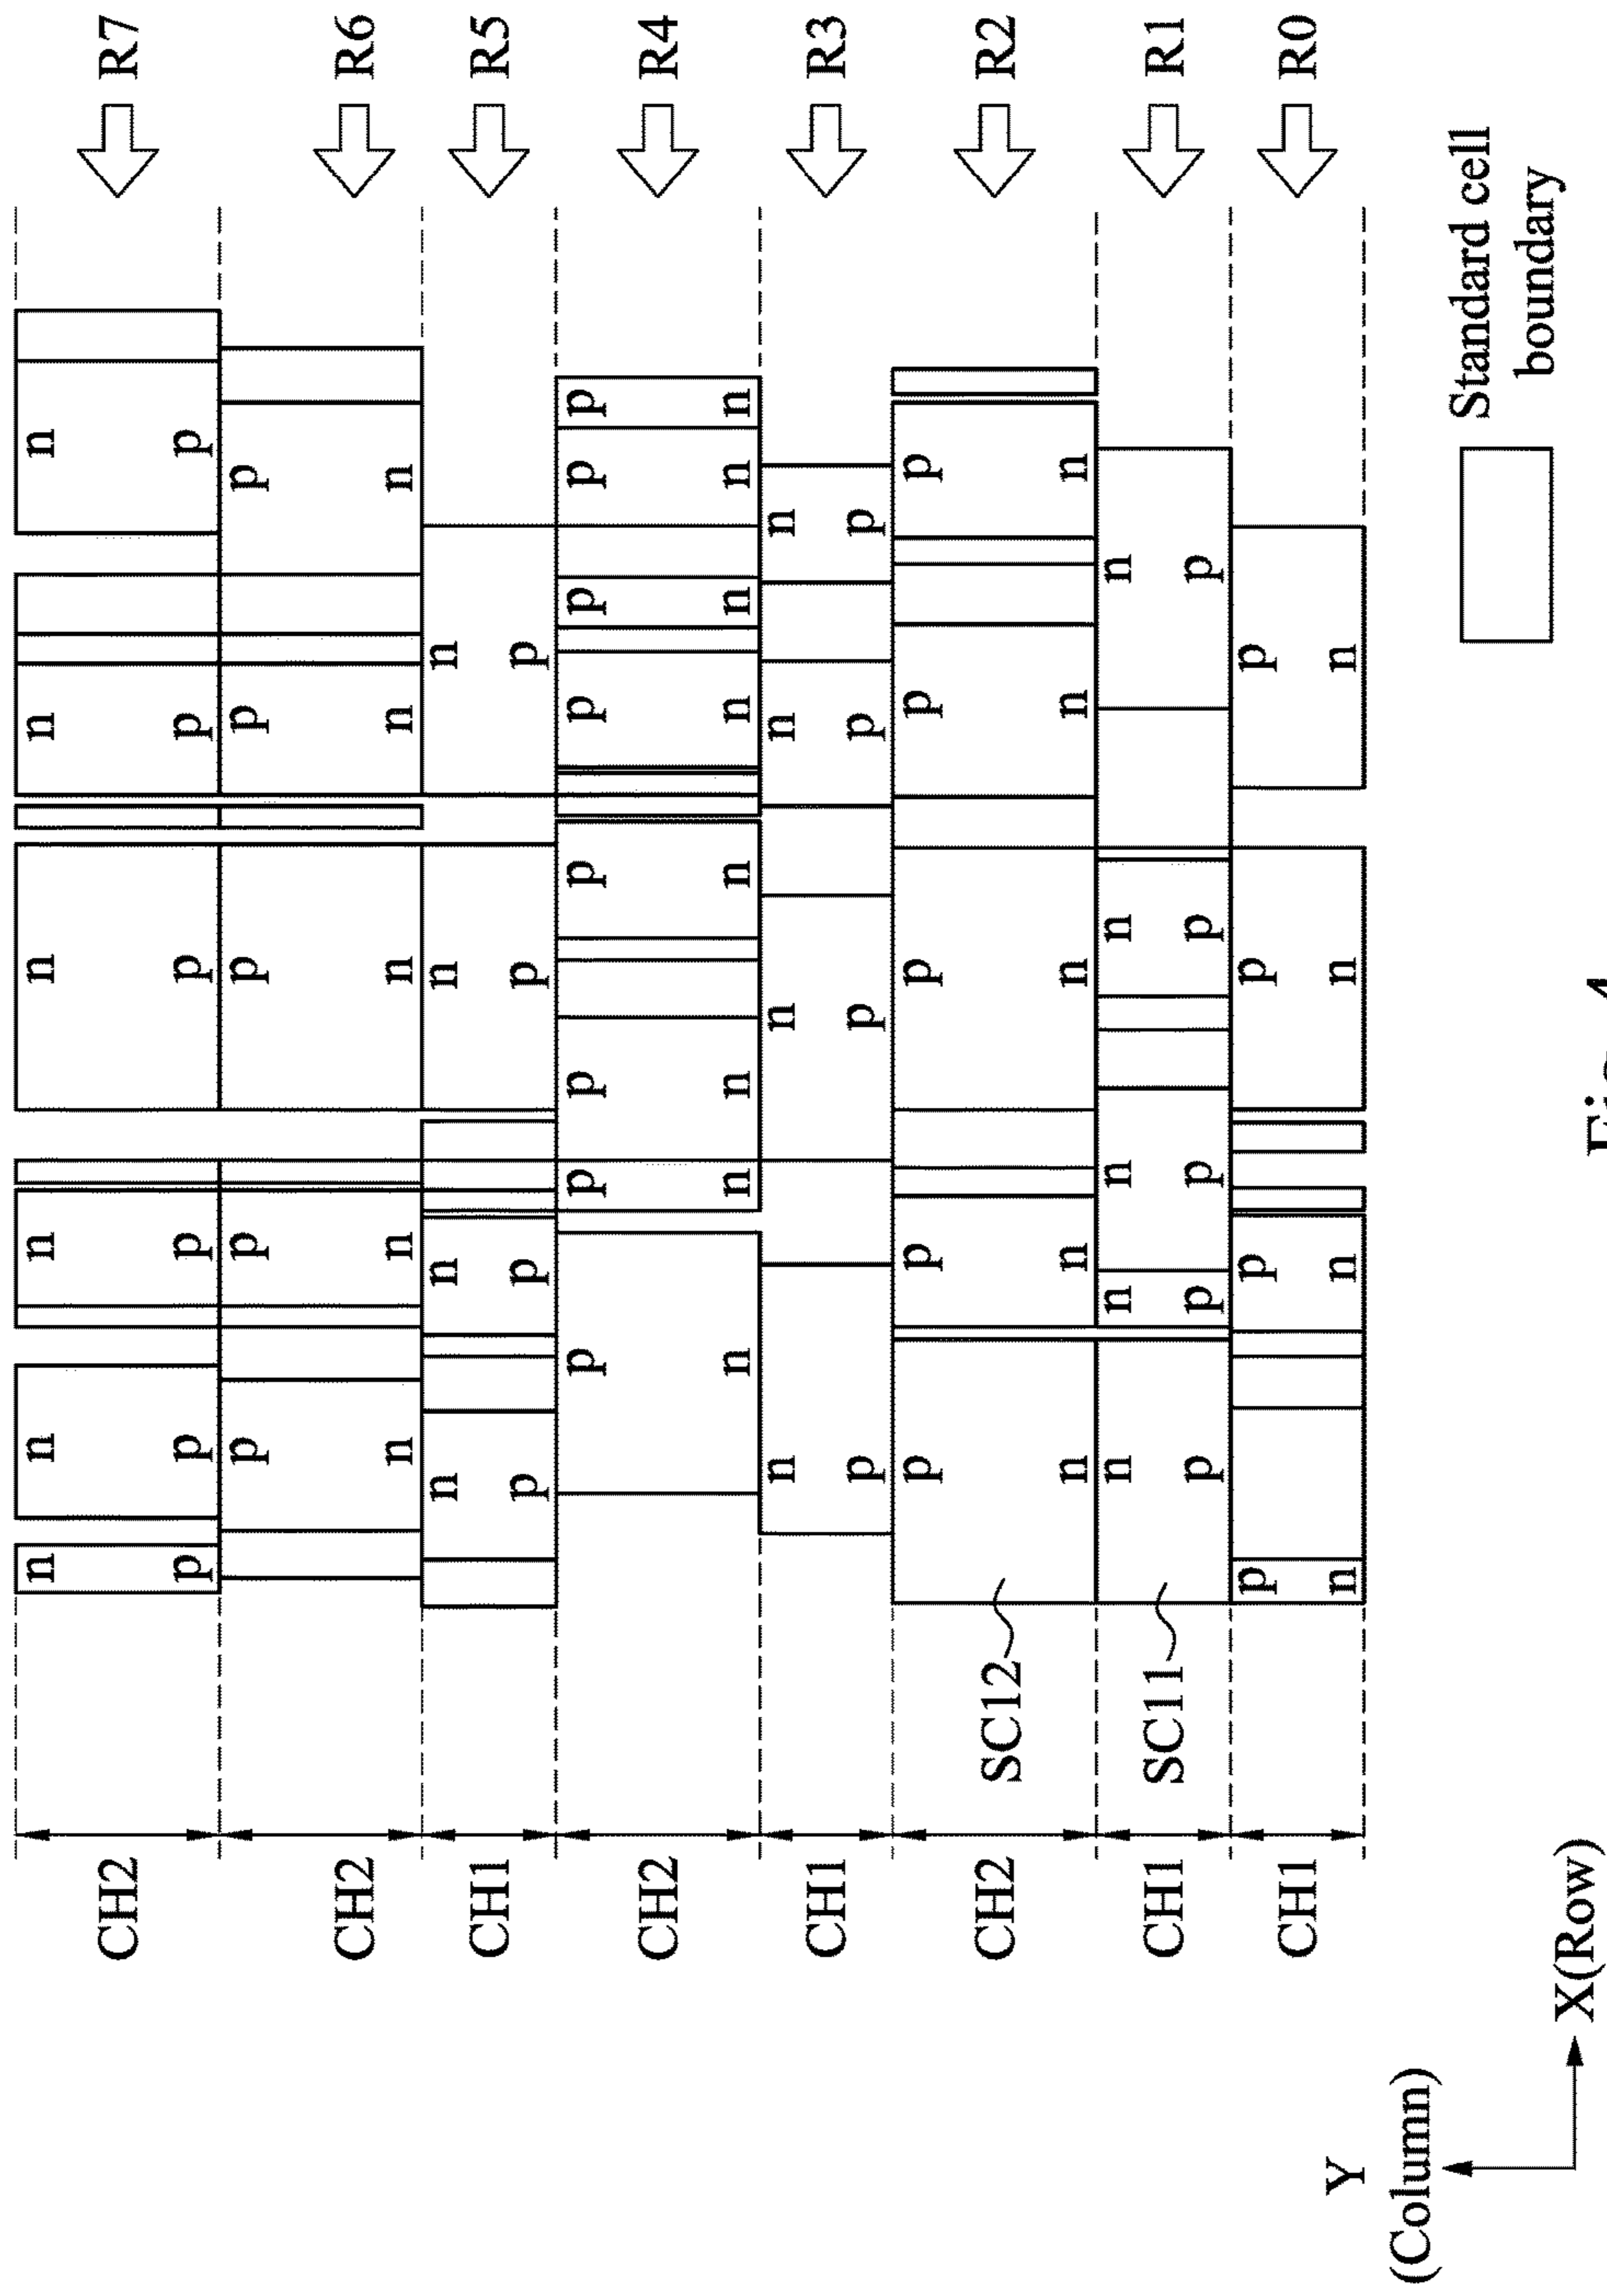 n n n n n n
CH2 R7
p p p p p p
p p p p p
CH2 R6
n n n n n
n n n n
CH1 R5
p p p p
p p p p p p p p
CH2 R4
n n n n n n n n
n n n n
CH1 R3
p p p p
p p p p p
CH2 SC12 R2
n n n n n
n n n n n
CH1 SC11 R1
p p p p p
p p p p
CH1 R0
n n n n
Y
(Column)
X(Row)
Standard cell
boundary